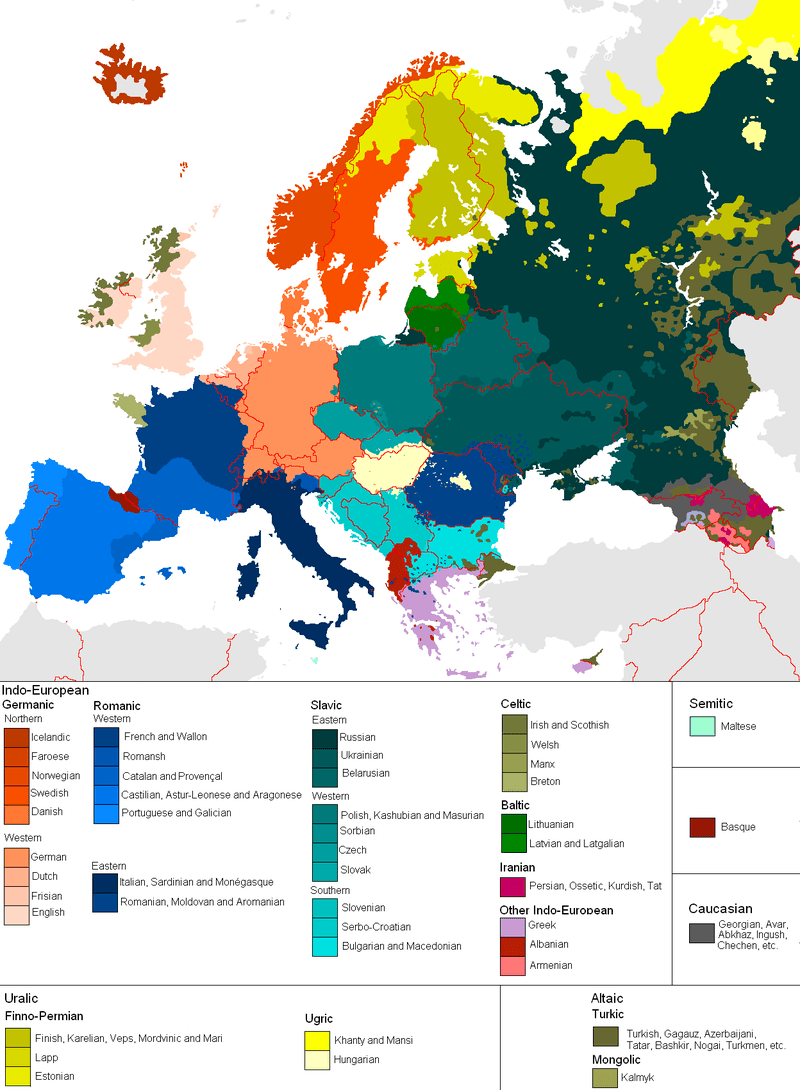 Indo-European
Germanic
Northern
Icelandic
Faroese
Norwegian
Swedish
Danish
Western
German
Dutch
Frisian
English
Romanic
Western
French and Wallon
Romansh
Catalan and Provençal
Castilian, Astur-Leonese and Aragonese
Portuguese and Galician
Eastern
Italian, Sardinian and Monégasque
Romanian, Moldovan and Aromanian
Slavic
Eastern
Russian
Ukrainian
Belarusian
Western
Polish, Kashubian and Masurian
Sorbian
Czech
Slovak
Southern
Slovenian
Serbo-Croatian
Bulgarian and Macedonian
Celtic
Irish and Scothish
Welsh
Manx
Breton
Baltic
Lithuanian
Latvian and Latgalian
Iranian
Persian, Ossetic, Kurdish, Tat
Other Indo-European
Greek
Albanian
Armenian
Semitic
Maltese
Basque
Caucasian
Georgian, Avar,
Abkhaz, Ingush,
Chechen, etc.
Uralic
Finno-Permian
Finish, Karelian, Veps, Mordvinic and Mari
Lapp
Estonian
Ugric
Khanty and Mansi
Hungarian
Altaic
Turkic
Turkish, Gagauz, Azerbaijani,
Tatar, Bashkir, Nogai, Turkmen, etc.
Mongolic
Kalmyk